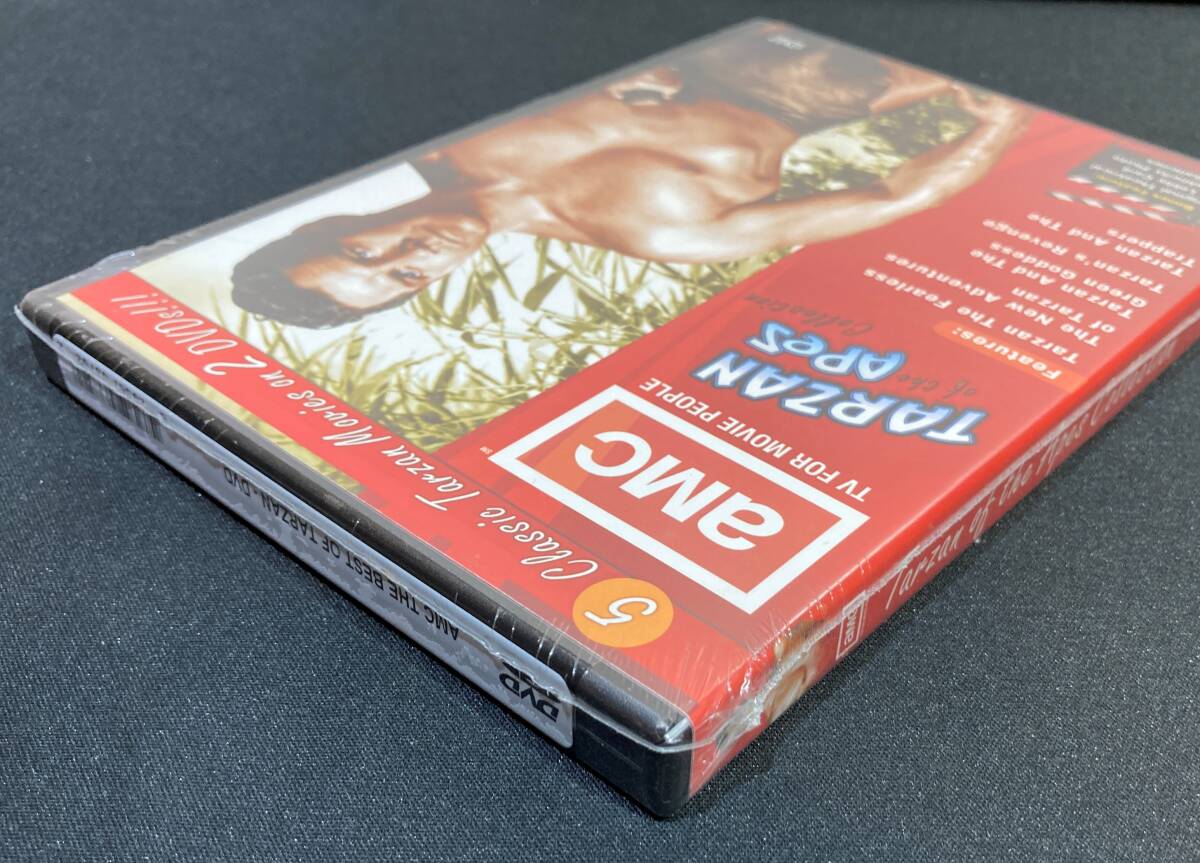 5 Classic Tarzan Movies on 2 DVDs!!!
aMC
SM
TV FOR MOVIE PEOPLE
TARZAN
of the APES
Collection
Features:
Tarzan The Fearless
The New Adventures
of Tarzan
Tarzan And The
Green Goddess
Tarzan's Revenge
Tarzan And The
Trappers
aMC
Tarzan of the Apes Collection
AMC THE BEST OF TARZAN - DVD
DVD